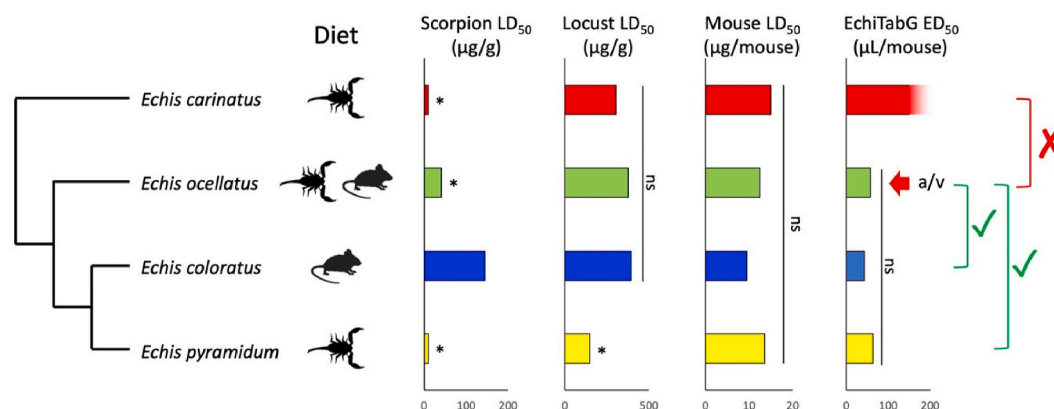 Diet
Scorpion LD50
(µg/g)
Locust LD50
(µg/g)
Mouse LD50
(µg/mouse)
EchiTabG ED50
(µL/mouse)
Echis carinatus
*
Echis ocellatus
*
ns
a/v
Echis coloratus
ns
ns
Echis pyramidum
*
*
0 100 200
0 500
0 10 20
0 200